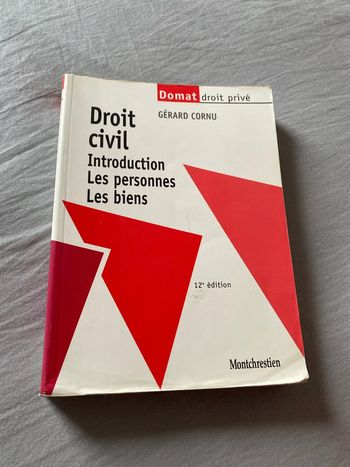 Domat droit privé
GÉRARD CORNU
Droit
civil
Introduction
Les personnes
Les biens
12e édition
Montchrestien